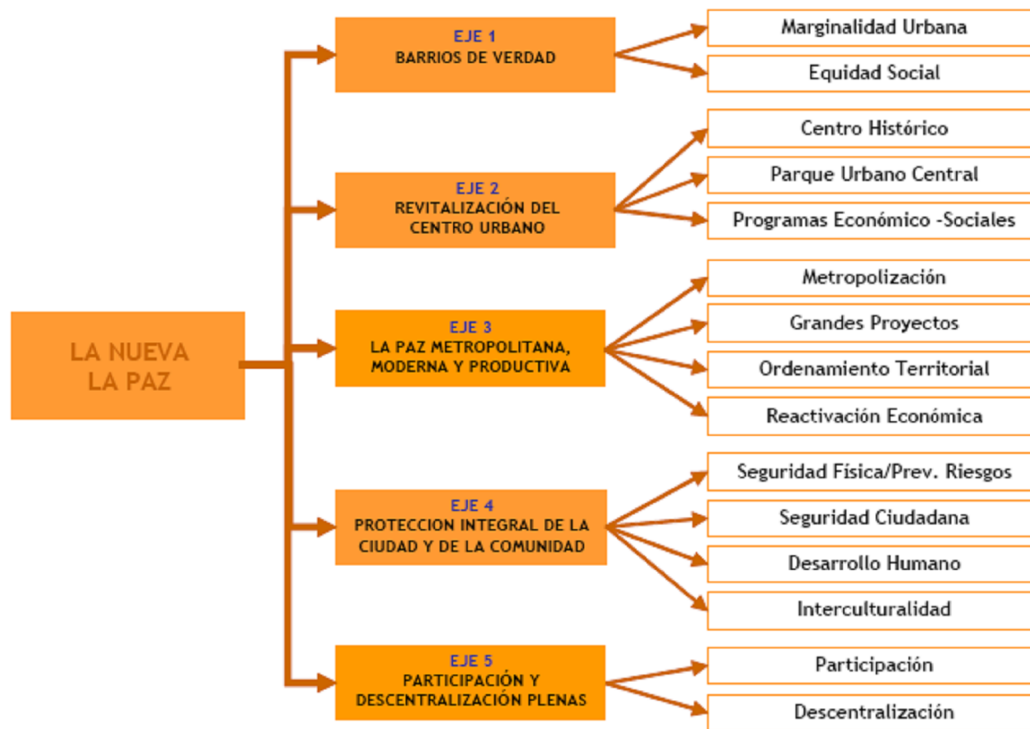 LA NUEVA
LA PAZ
EJE 1
BARRIOS DE VERDAD
Marginalidad Urbana
Equidad Social
EJE 2
REVITALIZACIÓN DEL
CENTRO URBANO
Centro Histórico
Parque Urbano Central
Programas Económico -Sociales
EJE 3
LA PAZ METROPOLITANA,
MODERNA Y PRODUCTIVA
Metropolización
Grandes Proyectos
Ordenamiento Territorial
Reactivación Económica
EJE 4
PROTECCION INTEGRAL DE LA
CIUDAD Y DE LA COMUNIDAD
Seguridad Física/Prev. Riesgos
Seguridad Ciudadana
Desarrollo Humano
Interculturalidad
EJE 5
PARTICIPACIÓN Y
DESCENTRALIZACIÓN PLENAS
Participación
Descentralización